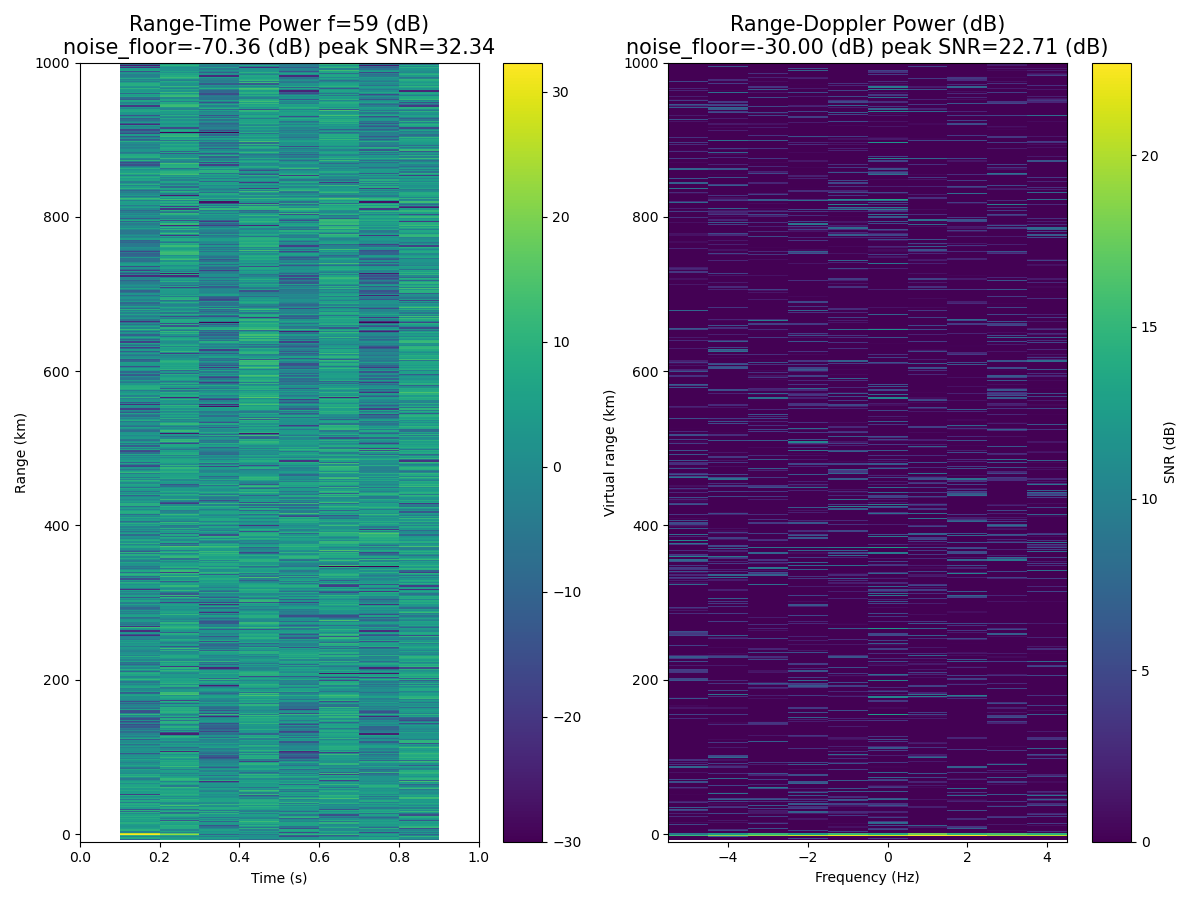 Range-Time Power f=59 (dB)
noise_floor=-70.36 (dB) peak SNR=32.34
1000
800
600
400
200
0
Range (km)
0.0 0.2 0.4 0.6 0.8 1.0
Time (s)
30
20
10
0
−10
−20
−30
Range-Doppler Power (dB)
noise_floor=-30.00 (dB) peak SNR=22.71 (dB)
1000
800
600
400
200
0
Virtual range (km)
−4 −2 0 2 4
Frequency (Hz)
20
15
10
5
0
SNR (dB)